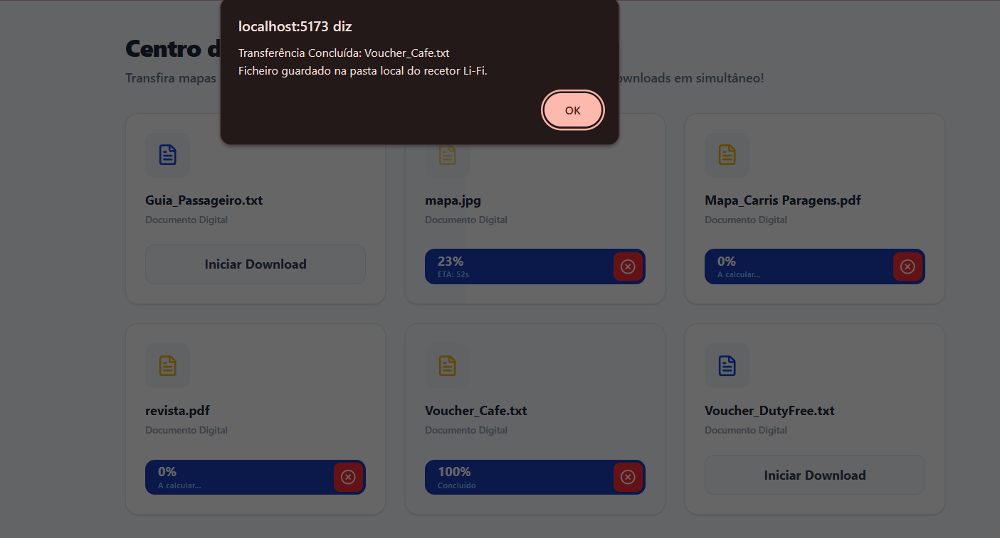 localhost:5173 diz
Transferência Concluída: Voucher_Cafe.txt
Ficheiro guardado na pasta local do recetor Li-Fi.
OK
Centro
Transfira mapas
em simultâneo!
Guia_Passageiro.txt
Documento Digital
Iniciar Download
mapa.jpg
Documento Digital
23%
ETA: 52s
Mapa_Carris Paragens.pdf
Documento Digital
0%
A calcular...
revista.pdf
Documento Digital
0%
A calcular...
Voucher_Cafe.txt
Documento Digital
100%
Concluído
Voucher_DutyFree.txt
Documento Digital
Iniciar Download